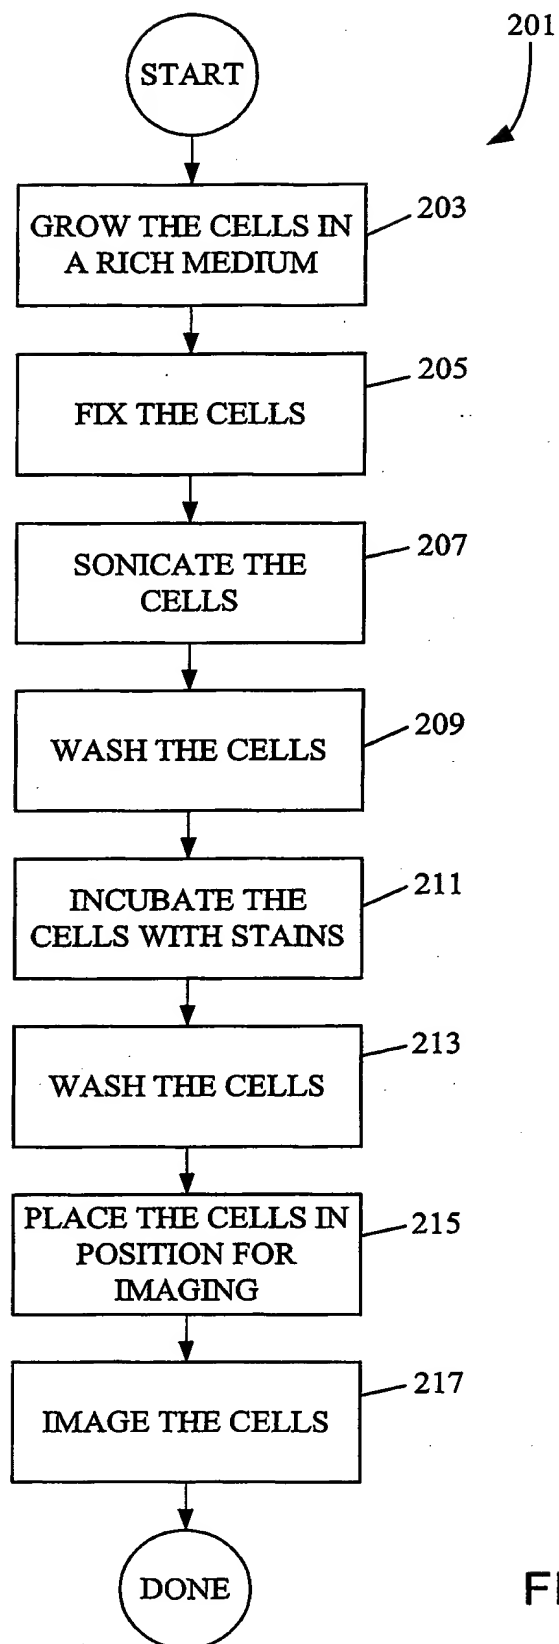 201
START
GROW THE CELLS IN
A RICH MEDIUM
203
FIX THE CELLS
205
SONICATE THE
CELLS
207
WASH THE CELLS
209
INCUBATE THE
CELLS WITH STAINS
211
WASH THE CELLS
213
PLACE THE CELLS IN
POSITION FOR
IMAGING
215
IMAGE THE CELLS
217
DONE